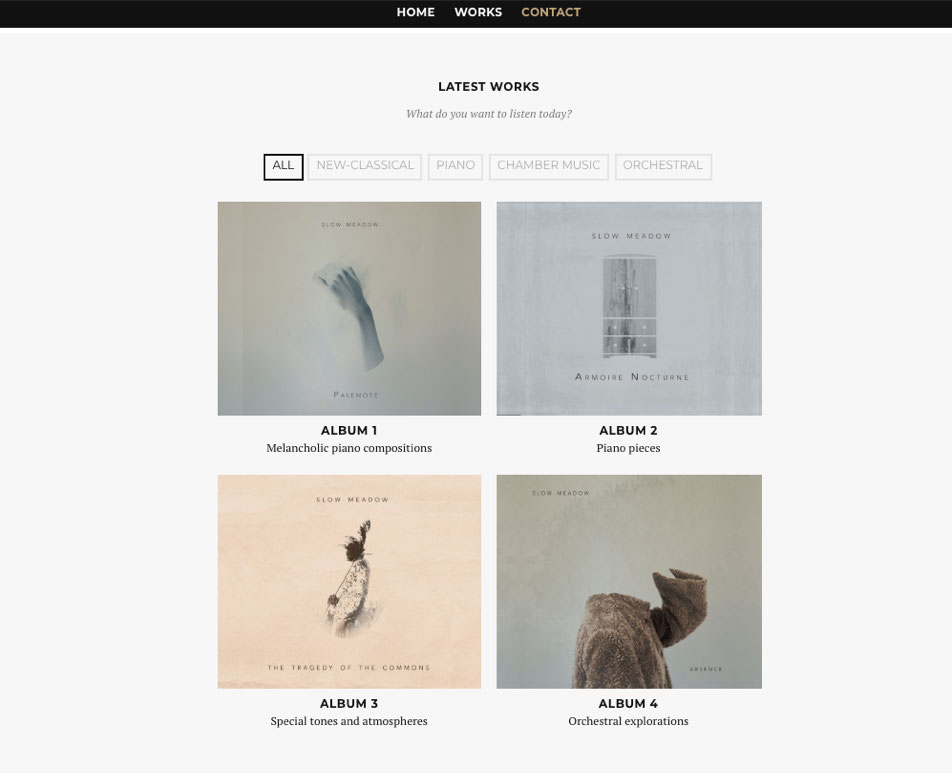 HOME WORKS CONTACT
LATEST WORKS
What do you want to listen today?
ALL NEW-CLASSICAL PIANO CHAMBER MUSIC ORCHESTRAL
SLOW MEADOW
SLOW MEADOW
ARMOIRE NOCTURNE
ALBUM 1
Melancholic piano compositions
ALBUM 2
Piano pieces
SLOW MEADOW
THE TRAGEDY OF THE COMMONS
SLOW MEADOW
ALBUM 3
Special tones and atmospheres
ALBUM 4
Orchestral explorations